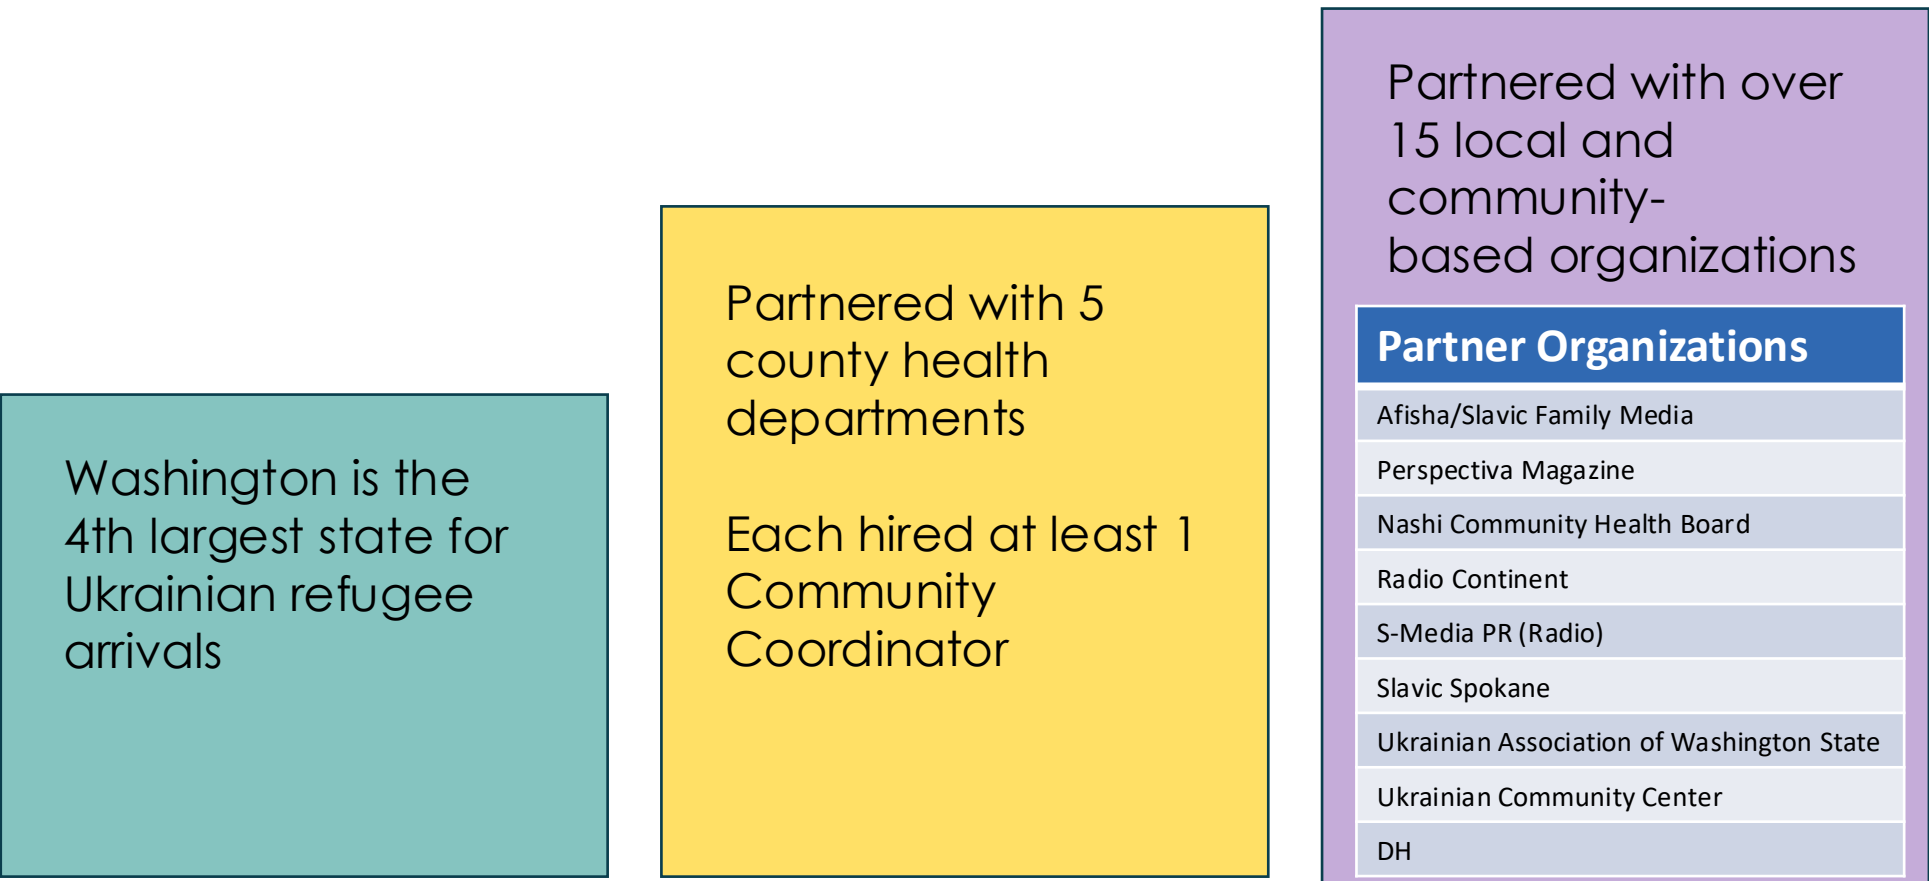 Washington is the
4th largest state for
Ukrainian refugee
arrivals
Partnered with 5
county health
departments
Each hired at least 1
Community
Coordinator
Partnered with over
15 local and
community-
based organizations
Partner Organizations
Afisha/Slavic Family Media
Perspectiva Magazine
Nashi Community Health Board
Radio Continent
S-Media PR (Radio)
Slavic Spokane
Ukrainian Association of Washington State
Ukrainian Community Center
DH